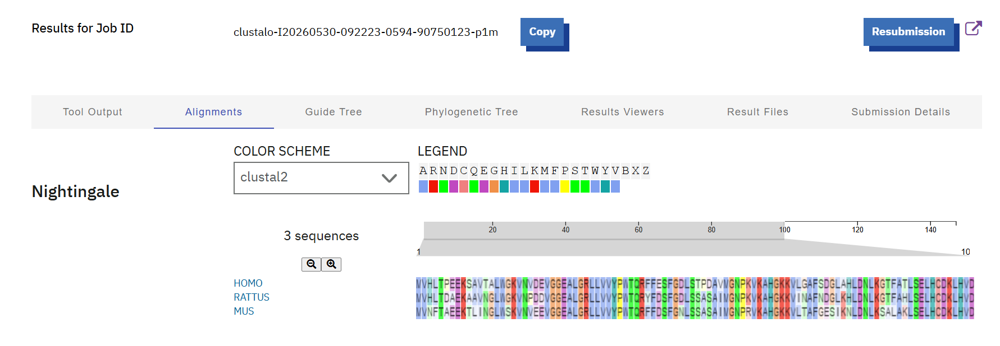 Results for Job ID
clustalo-I20260530-092223-0594-90750123-p1m
Copy
Resubmission
Tool Output
Alignments
Guide Tree
Phylogenetic Tree
Results Viewers
Result Files
Submission Details
COLOR SCHEME
LEGEND
clustal2
A R N D C Q E G H I L K M F P S T W Y V B X Z
Nightingale
3 sequences
20 40 60 80 100 120 140
1 10
HOMO MVHLTPEEKSAVTALWGKVNVDEVGGEALGRLLVVYPWTQRFFESFGDLSTPDAVMGNPKVKAHGKKVLGAFSDGLAHLDNLKGTFATLSELHCDKLHVD
RATTUS MVHLTDAEKAAVNGLWGKVNPDDVGGEALGRLLVVYPWTQRYFDSFGDLSSASAIMGNPKVKAHGKKVINAFNDGLKHLDNLKGTFAHLSELHCDKLHVD
MUS MVNFTAEEKTLINGLWSKVNVEEVGGEALGRLLVVYPWTQRFFDSFGNLSSASAIMGNPRVKAHGKKVLTAFGESIKNLDNLKSALAKLSELHCDKLHVD